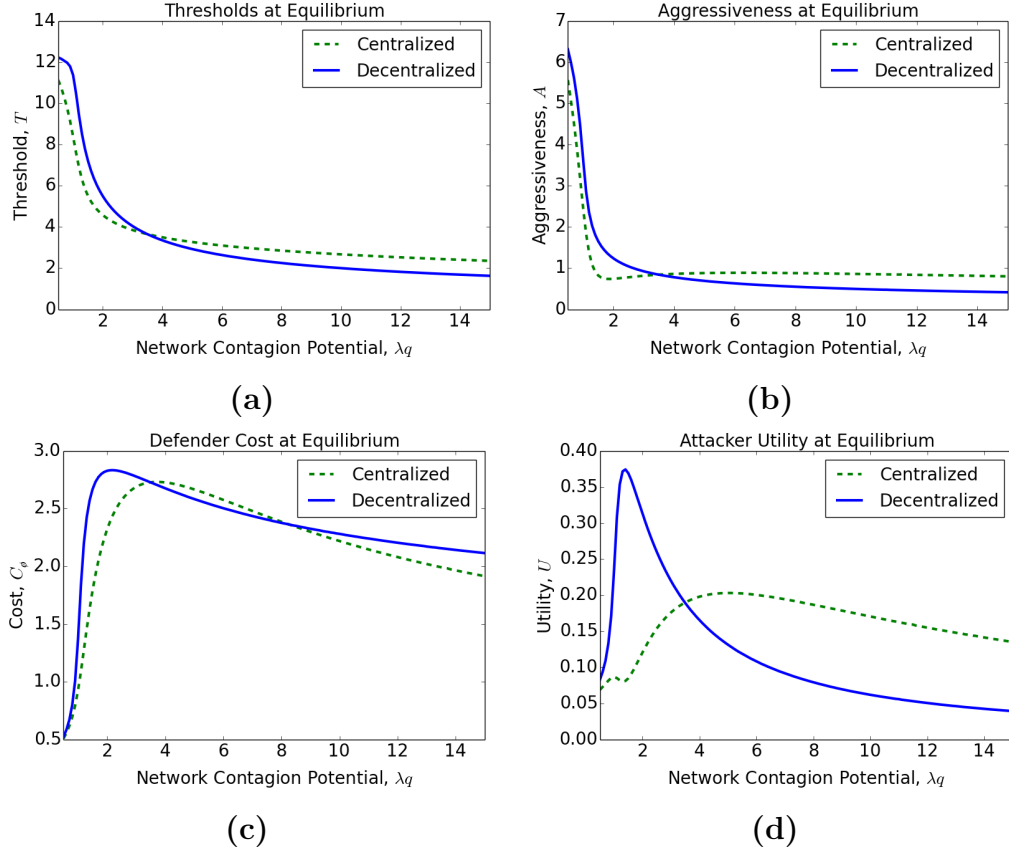 Thresholds at Equilibrium
14
12
10
8
6
4
2
0
Threshold, T
Centralized
Decentralized
2 4 6 8 10 12 14
Network Contagion Potential, λq
(a)
Aggressiveness at Equilibrium
7
6
5
4
3
2
1
0
Aggressiveness, A
Centralized
Decentralized
2 4 6 8 10 12 14
Network Contagion Potential, λq
(b)
Defender Cost at Equilibrium
3.0
2.5
2.0
1.5
1.0
0.5
Cost, C
Centralized
Decentralized
2 4 6 8 10 12 14
Network Contagion Potential, λq
(c)
Attacker Utility at Equilibrium
0.40
0.35
0.30
0.25
0.20
0.15
0.10
0.05
0.00
Utility, U
Centralized
Decentralized
2 4 6 8 10 12 14
Network Contagion Potential, λq
(d)